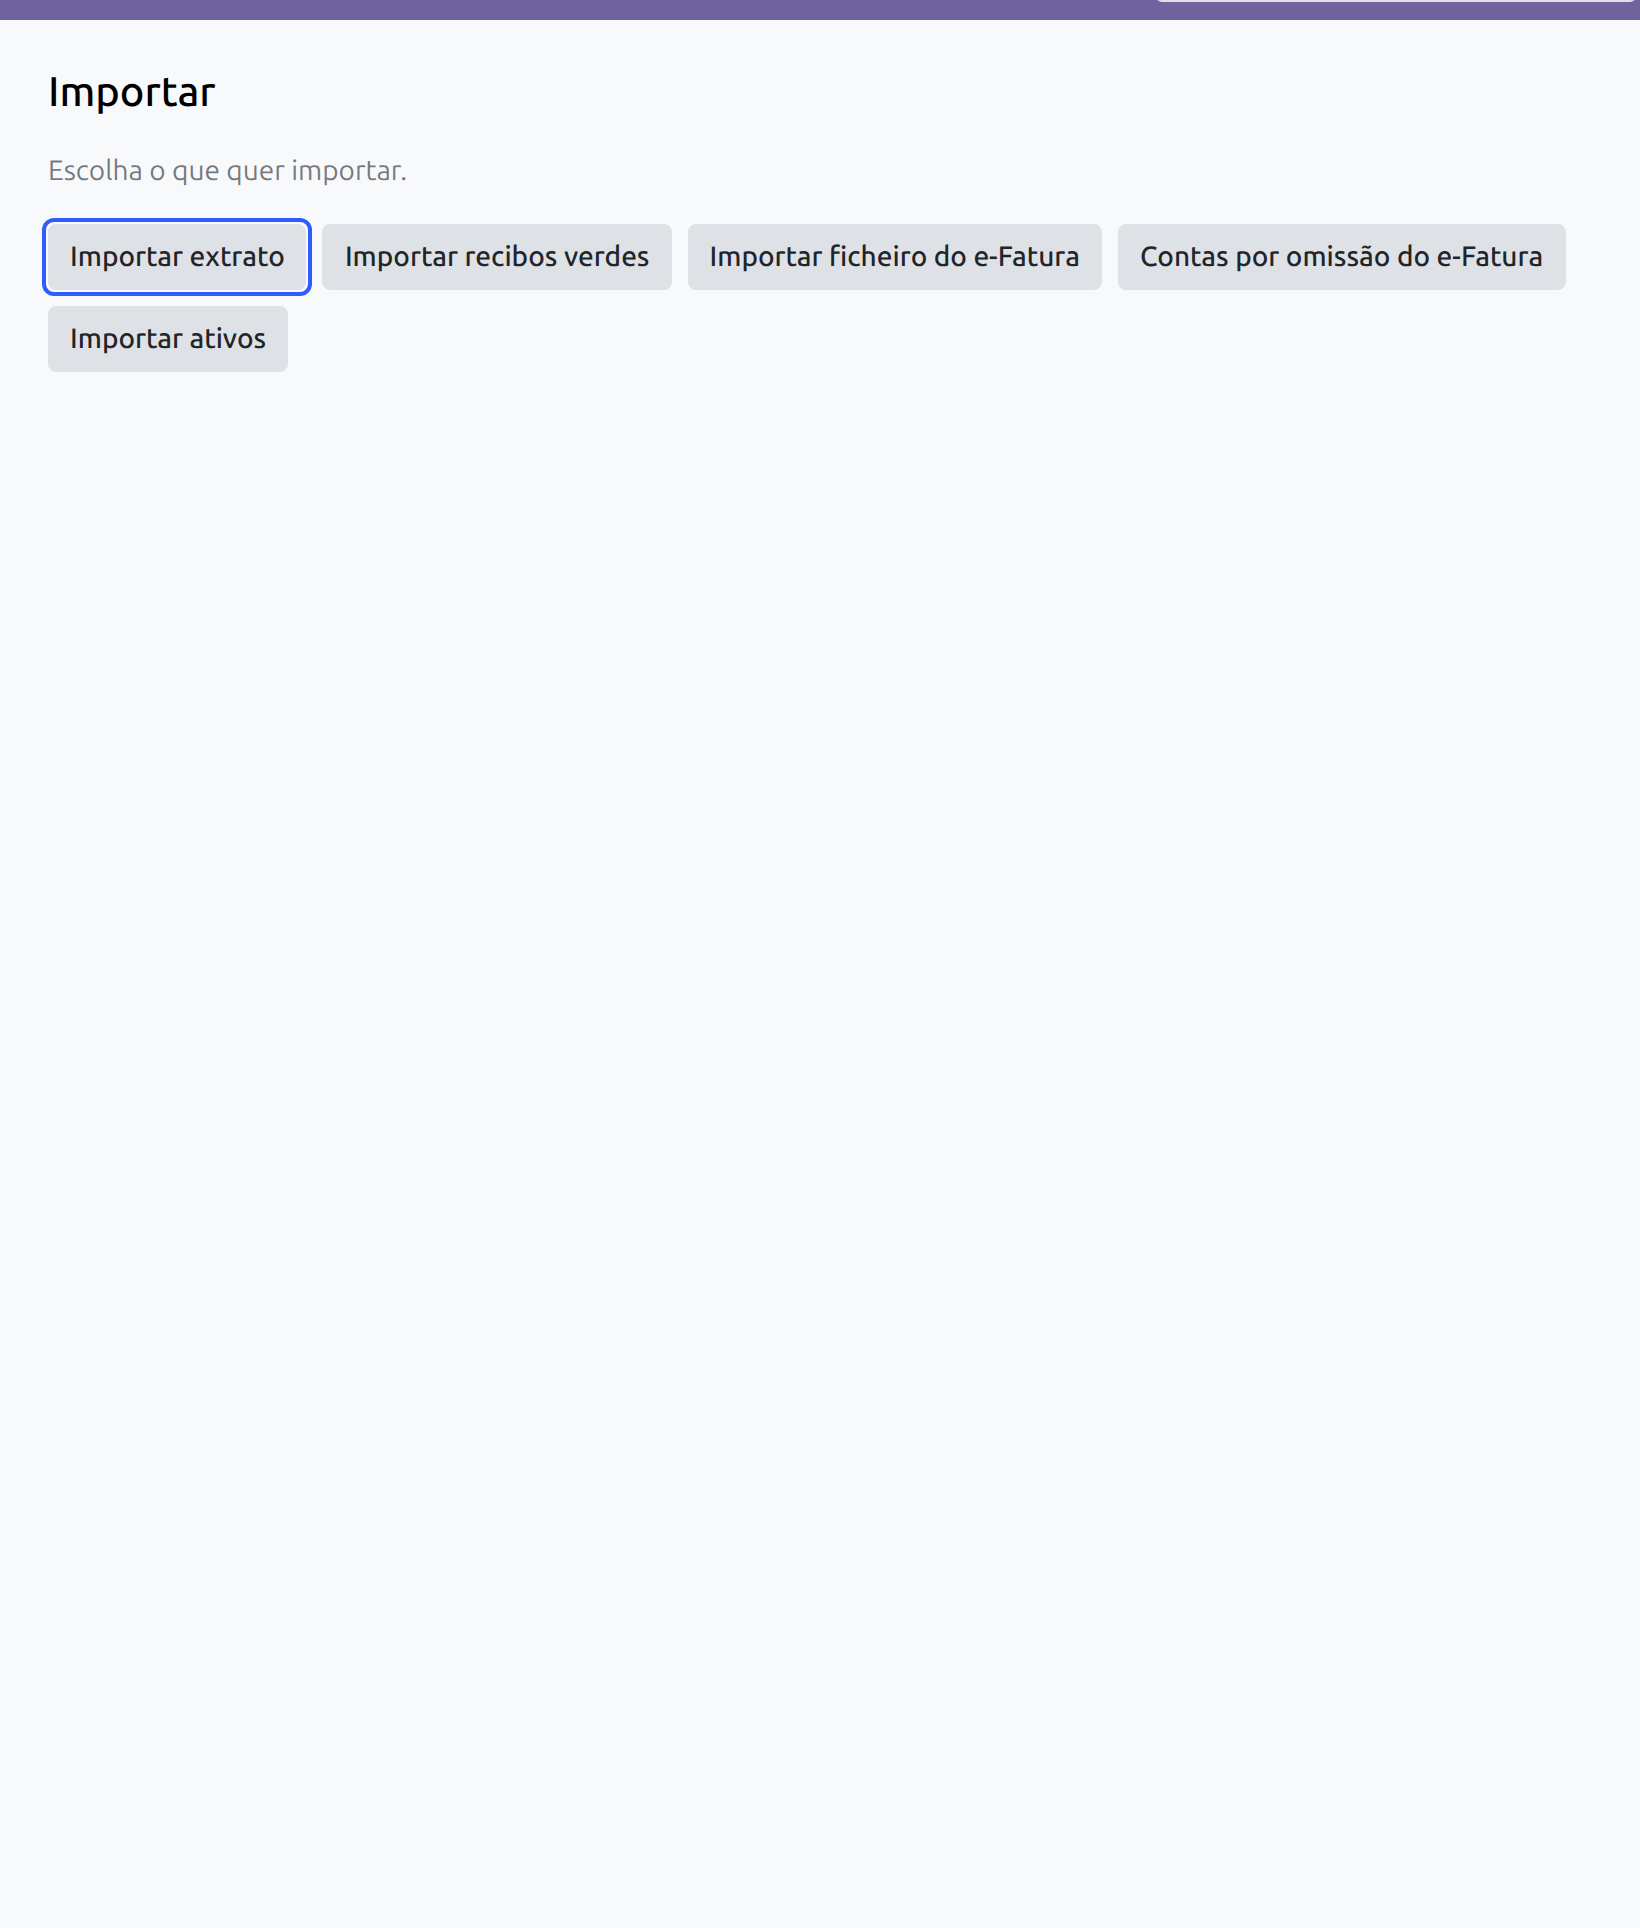 Importar
Escolha o que quer importar.
Importar extrato
Importar recibos verdes
Importar ficheiro do e-Fatura
Contas por omissão do e-Fatura
Importar ativos